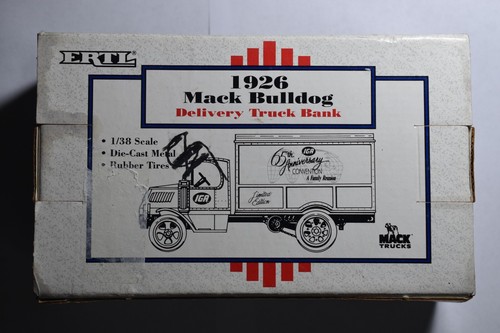 ERTL
1926
Mack Bulldog
Delivery Truck Bank
• 1/38 Scale
• Die-Cast Metal
• Rubber Tires
IGA
65th
Anniversary
CONVENTION
A Family Reunion
Limited
Edition
IGA
MACK
TRUCKS